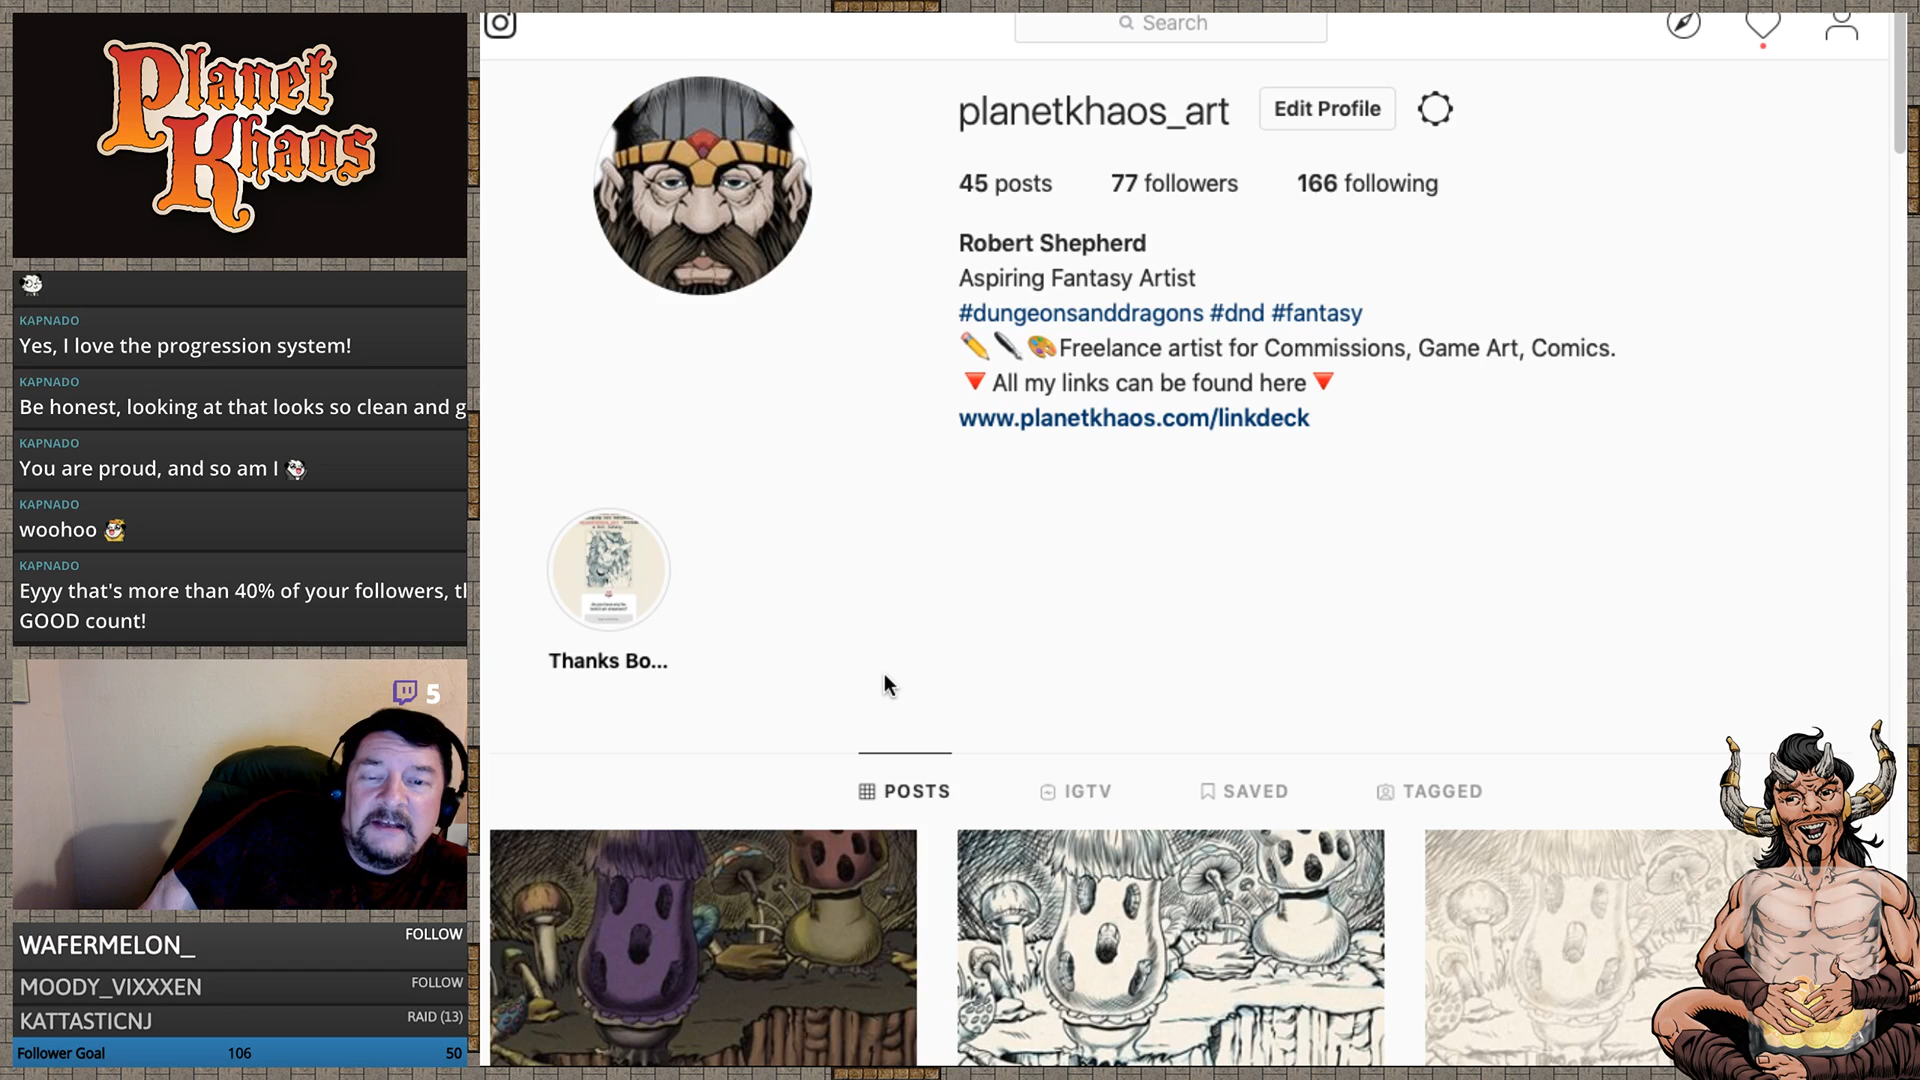 Planet
Khaos
KAPNADO
Yes, I love the progression system!
KAPNADO
Be honest, looking at that looks so clean and g
KAPNADO
You are proud, and so am I
KAPNADO
woohoo
KAPNADO
Eyyy that's more than 40% of your followers, tl
GOOD count!
5
WAFERMELON_ FOLLOW
MOODY_VIXXXEN FOLLOW
KATTASTICNJ RAID (13)
Follower Goal 106 50
Search
planetkhaos_art Edit Profile
45 posts 77 followers 166 following
Robert Shepherd
Aspiring Fantasy Artist
#dungeonsanddragons #dnd #fantasy
Freelance artist for Commissions, Game Art, Comics.
All my links can be found here
www.planetkhaos.com/linkdeck
Thanks Bo...
POSTS IGTV SAVED TAGGED